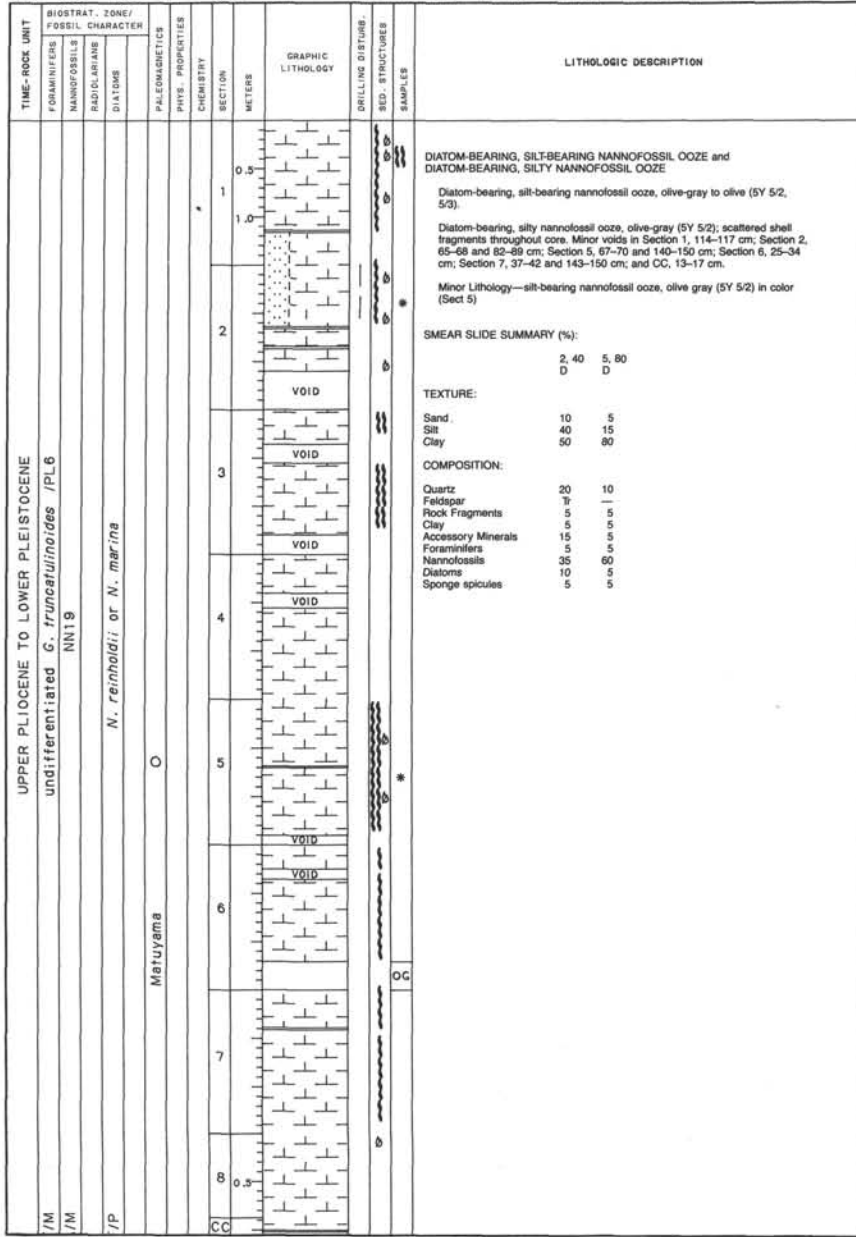 TIME-ROCK UNIT
BIOSTRAT. ZONE/
FOSSIL CHARACTER
FORAMINIFERS
NANNOFOSSILS
RADIOLARIANS
DIATOMS
PALEOMAGNETICS
PHYS. PROPERTIES
CHEMISTRY
SECTION
METERS
GRAPHIC
LITHOLOGY
DRILLING DISTURB.
SED. STRUCTURES
SAMPLES
LITHOLOGIC DESCRIPTION
UPPER PLIOCENE TO LOWER PLEISTOCENE
undifferentiated G. truncatulinoides /PL6
NN19
N. reinholdii or N. marina
O
Matuyama
/M
/M
/P
1
0.5
1.0
2
VOID
3
VOID
VOID
4
VOID
5
*
*
VOID
6
VOID
OG
7
8
0.5
CC
DIATOM-BEARING, SILT-BEARING NANNOFOSSIL OOZE and
DIATOM-BEARING, SILTY NANNOFOSSIL OOZE
Diatom-bearing, silt-bearing nannofossil ooze, olive-gray to olive (5Y 5/2,
5/3).
Diatom-bearing, silty nannofossil ooze, olive-gray (5Y 5/2); scattered shell
fragments throughout core. Minor voids in Section 1, 114–117 cm; Section 2,
65–68 and 82–89 cm; Section 5, 67–70 and 140–150 cm; Section 6, 25–34
cm; Section 7, 37–42 and 143–150 cm; and CC, 13–17 cm.
Minor Lithology—silt-bearing nannofossil ooze, olive gray (5Y 5/2) in color
(Sect 5)
SMEAR SLIDE SUMMARY (%):
2, 40 5, 80
D D
TEXTURE:
Sand 10 5
Silt 40 15
Clay 50 80
COMPOSITION:
Quartz 20 10
Feldspar Tr —
Rock Fragments 5 5
Clay 5 5
Accessory Minerals 15 5
Foraminifers 5 5
Nannofossils 35 60
Diatoms 10 5
Sponge spicules 5 5